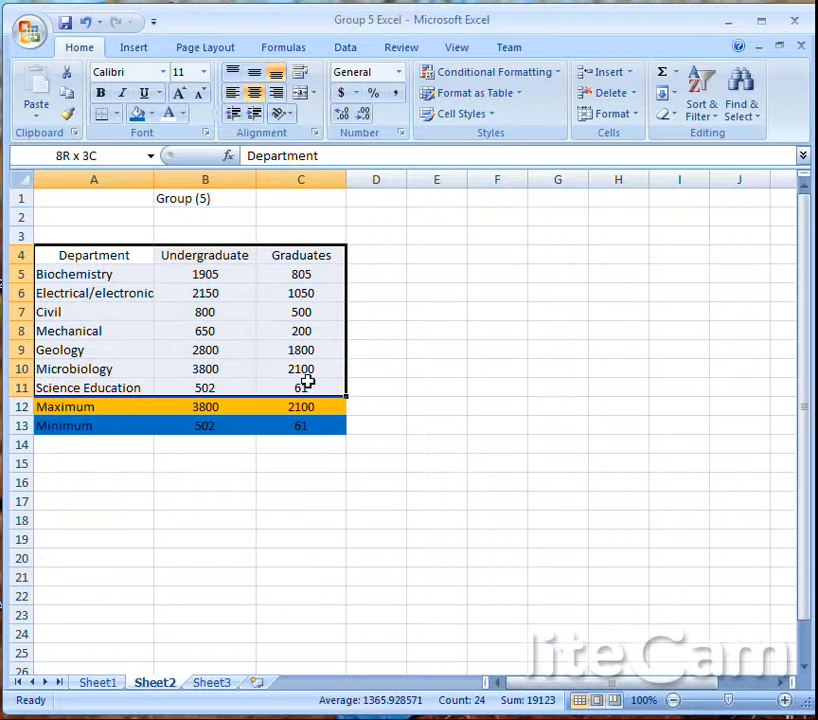 Group 5 Excel - Microsoft Excel
Home Insert Page Layout Formulas Data Review View Team
Paste
Clipboard
Calibri 11
B I U A A
A
Font
Alignment
General
$ % ,
.0 .00 .00 .0
Number
Conditional Formatting
Format as Table
Cell Styles
Styles
Insert
Delete
Format
Cells
Σ
Sort & Filter
Find & Select
Editing
8R x 3C fx Department
A B C D E F G H I J
1 Group (5)
2
3
4 Department Undergraduate Graduates
5 Biochemistry 1905 805
6 Electrical/electronic 2150 1050
7 Civil 800 500
8 Mechanical 650 200
9 Geology 2800 1800
10 Microbiology 3800 2100
11 Science Education 502 61
12 Maximum 3800 2100
13 Minimum 502 61
14
15
16
17
18
19
20
21
22
23
24
25
26
liteCam
Sheet1 Sheet2 Sheet3
Ready Average: 1365.928571 Count: 24 Sum: 19123 100%